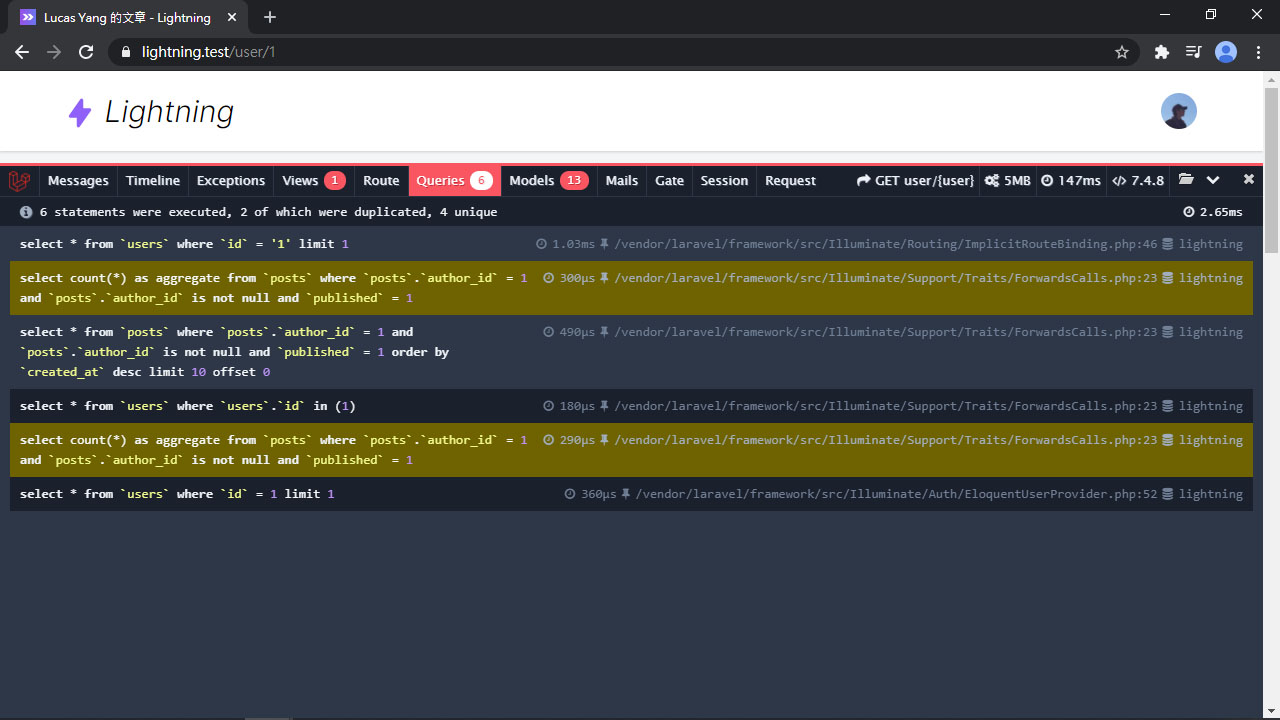 Lucas Yang 的文章 - Lightning
lightning.test/user/1
Lightning
Messages Timeline Exceptions Views 1 Route Queries 6 Models 13 Mails Gate Session Request GET user/{user} 5MB 147ms 7.4.8
6 statements were executed, 2 of which were duplicated, 4 unique 2.65ms
select * from `users` where `id` = '1' limit 1 1.03ms /vendor/laravel/framework/src/Illuminate/Routing/ImplicitRouteBinding.php:46 lightning
select count(*) as aggregate from `posts` where `posts`.`author_id` = 1 300μs /vendor/laravel/framework/src/Illuminate/Support/Traits/ForwardsCalls.php:23 lightning
and `posts`.`author_id` is not null and `published` = 1
select * from `posts` where `posts`.`author_id` = 1 and 490μs /vendor/laravel/framework/src/Illuminate/Support/Traits/ForwardsCalls.php:23 lightning
`posts`.`author_id` is not null and `published` = 1 order by
`created_at` desc limit 10 offset 0
select * from `users` where `users`.`id` in (1) 180μs /vendor/laravel/framework/src/Illuminate/Support/Traits/ForwardsCalls.php:23 lightning
select count(*) as aggregate from `posts` where `posts`.`author_id` = 1 290μs /vendor/laravel/framework/src/Illuminate/Support/Traits/ForwardsCalls.php:23 lightning
and `posts`.`author_id` is not null and `published` = 1
select * from `users` where `id` = 1 limit 1 360μs /vendor/laravel/framework/src/Illuminate/Auth/EloquentUserProvider.php:52 lightning